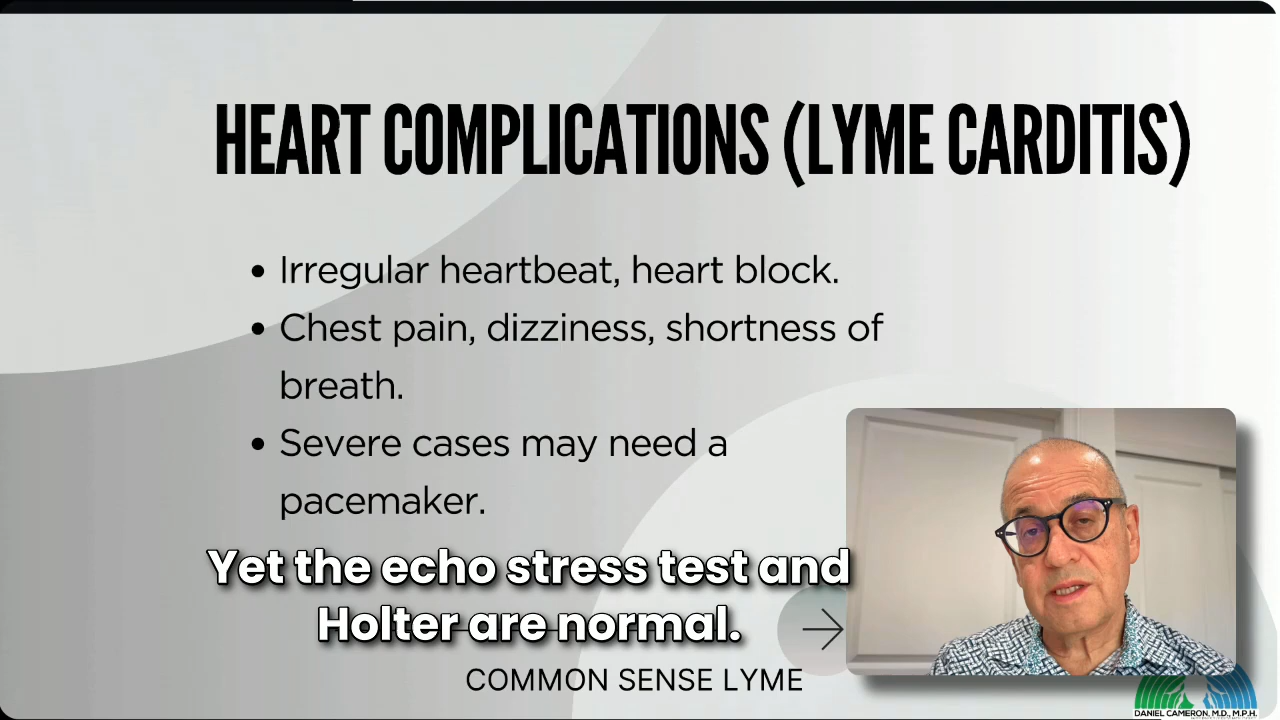 HEART COMPLICATIONS (LYME CARDITIS)
• Irregular heartbeat, heart block.
• Chest pain, dizziness, shortness of
breath.
• Severe cases may need a
pacemaker.
Yet the echo stress test and
Holter are normal.
COMMON SENSE LYME
DANIEL CAMERON, M.D., M.P.H.